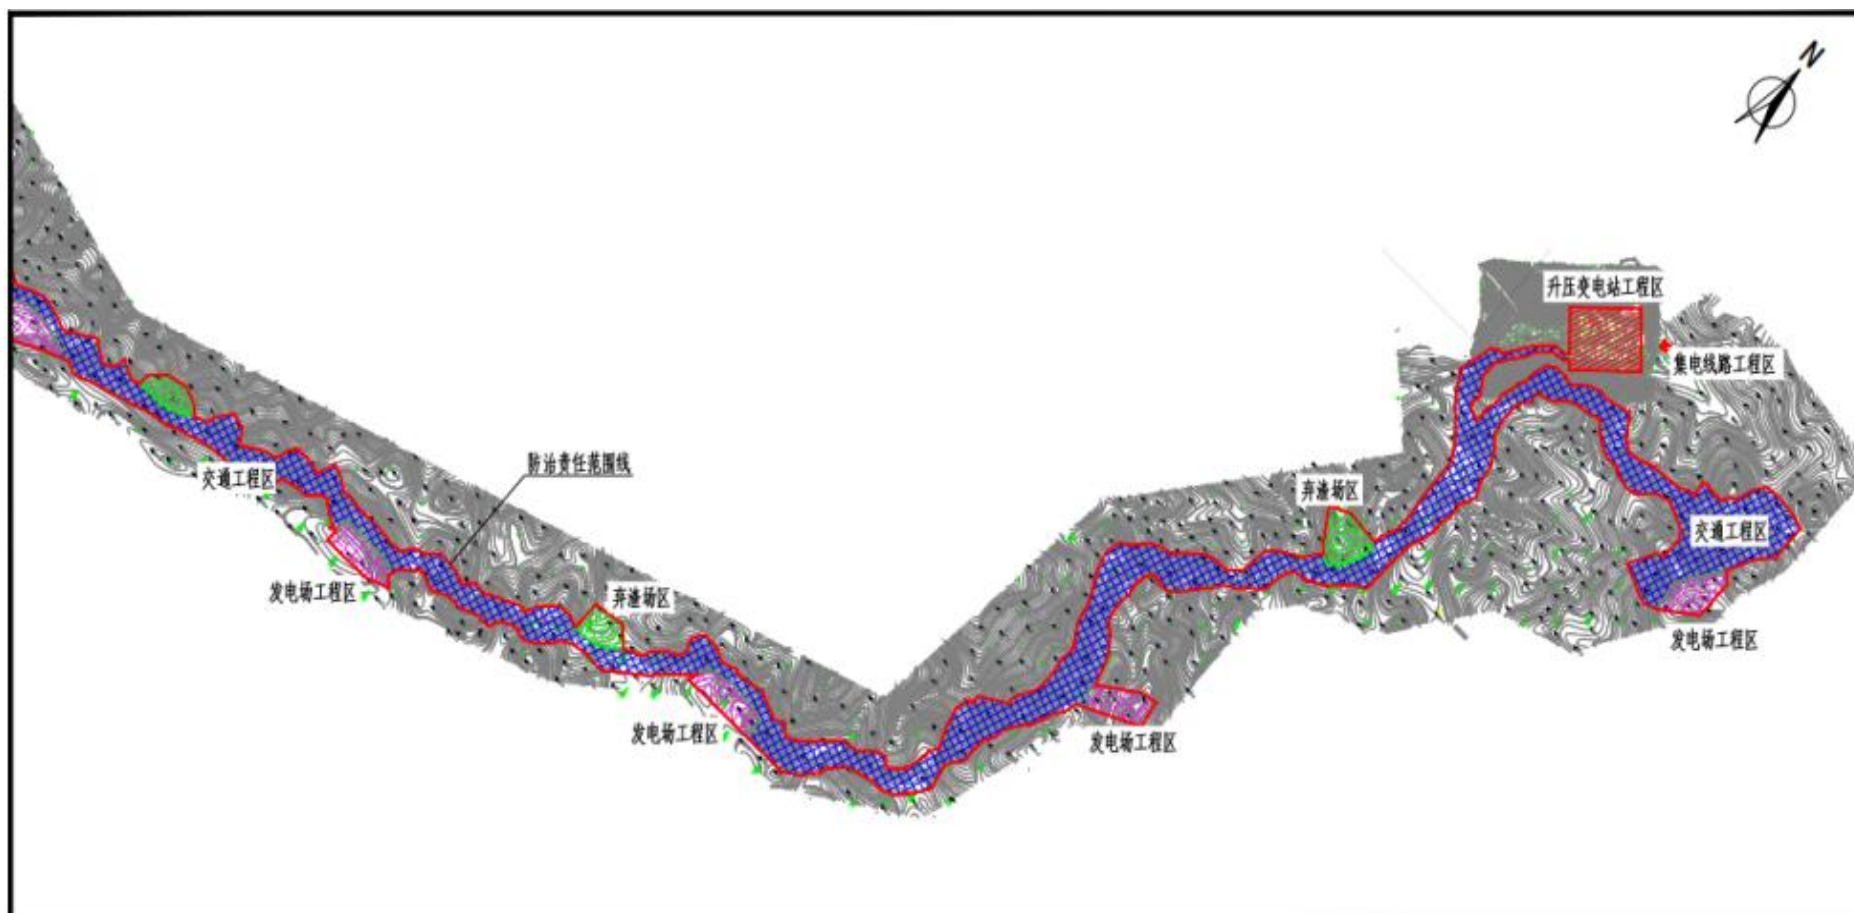 N
升压变电站工程区
集电线路工程区
防治责任范围线
交通工程区
弃渣场区
交通工程区
发电场工程区
弃渣场区
发电场工程区
发电场工程区
发电场工程区